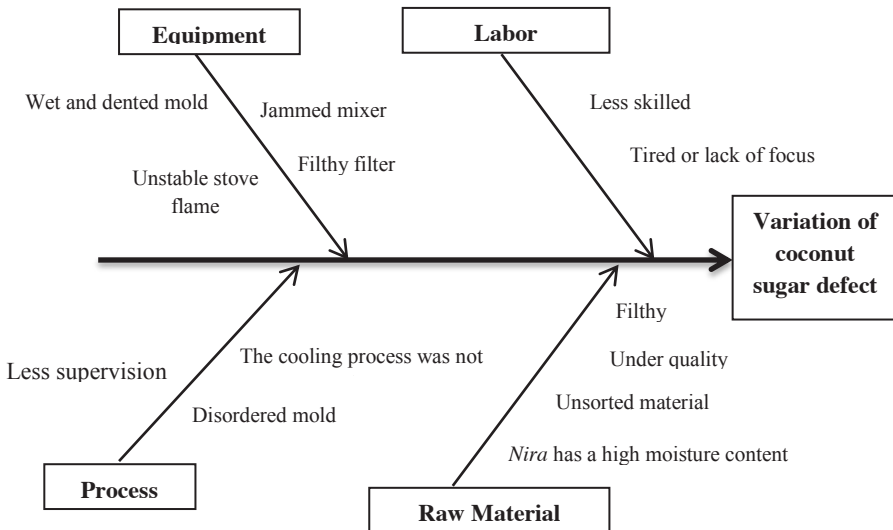 Equipment
Labor
Wet and dented mold
Jammed mixer
Less skilled
Filthy filter
Tired or lack of focus
Unstable stove
flame
Variation of
coconut
sugar defect
Filthy
The cooling process was not
Under quality
Less supervision
Unsorted material
Disordered mold
Nira has a high moisture content
Process
Raw Material